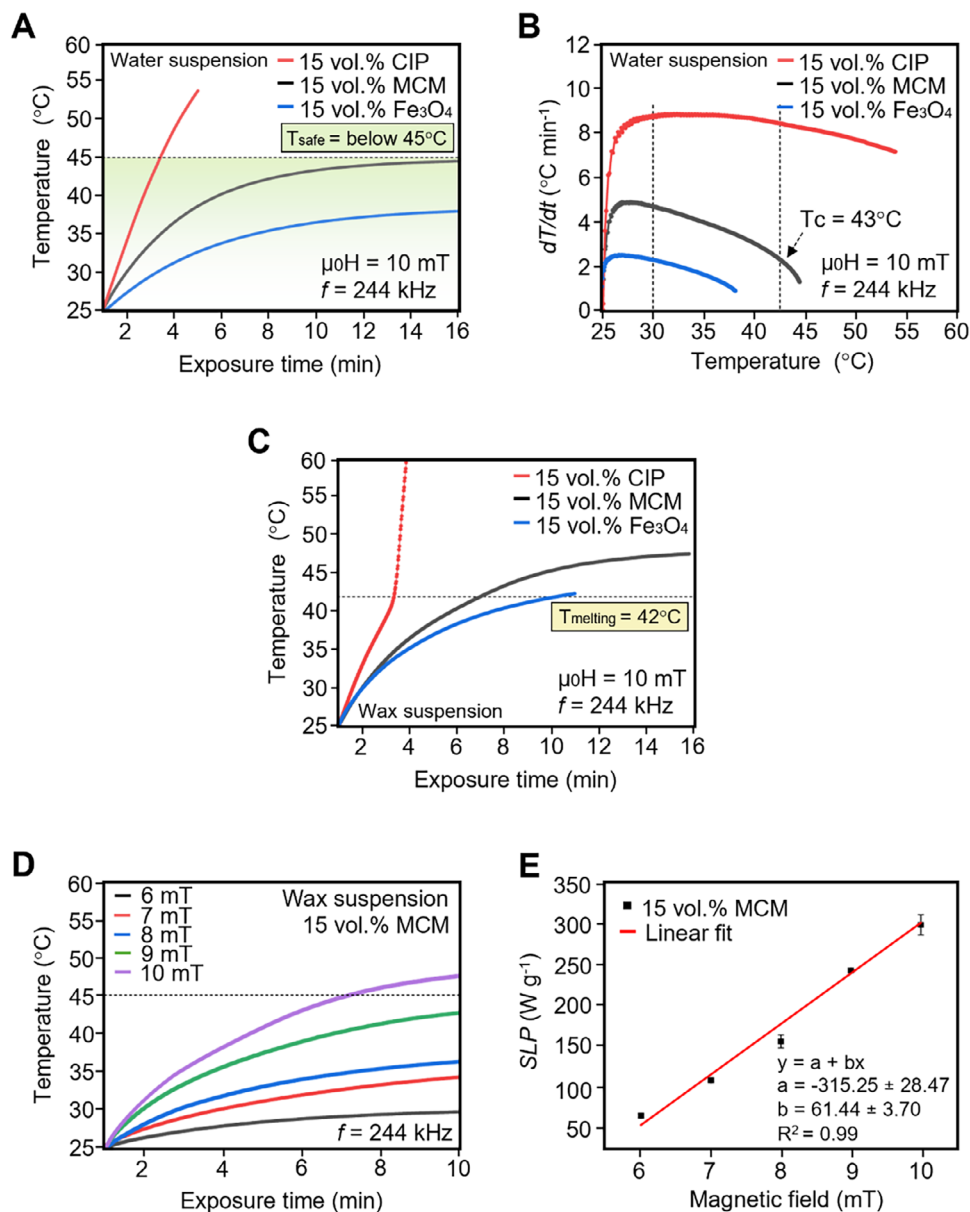 A
60
55
50
45
40
35
30
25
Temperature (°C)
Water suspension
15 vol.% CIP
15 vol.% MCM
15 vol.% Fe₃O₄
Tsafe = below 45°C
μ0H = 10 mT
f = 244 kHz
2 4 6 8 10 12 14 16
Exposure time (min)
B
12
10
8
6
4
2
0
dT/dt (°C min⁻¹)
Water suspension
15 vol.% CIP
15 vol.% MCM
15 vol.% Fe₃O₄
Tc = 43°C
μ0H = 10 mT
f = 244 kHz
25 30 35 40 45 50 55 60
Temperature (°C)
C
60
55
50
45
40
35
30
25
Temperature (°C)
15 vol.% CIP
15 vol.% MCM
15 vol.% Fe₃O₄
Tmelting = 42°C
μ0H = 10 mT
f = 244 kHz
Wax suspension
2 4 6 8 10 12 14 16
Exposure time (min)
D
60
55
50
45
40
35
30
25
Temperature (°C)
6 mT
7 mT
8 mT
9 mT
10 mT
Wax suspension
15 vol.% MCM
f = 244 kHz
2 4 6 8 10
Exposure time (min)
E
350
300
250
200
150
100
50
SLP (W g⁻¹)
15 vol.% MCM
Linear fit
y = a + bx
a = -315.25 ± 28.47
b = 61.44 ± 3.70
R² = 0.99
6 7 8 9 10
Magnetic field (mT)